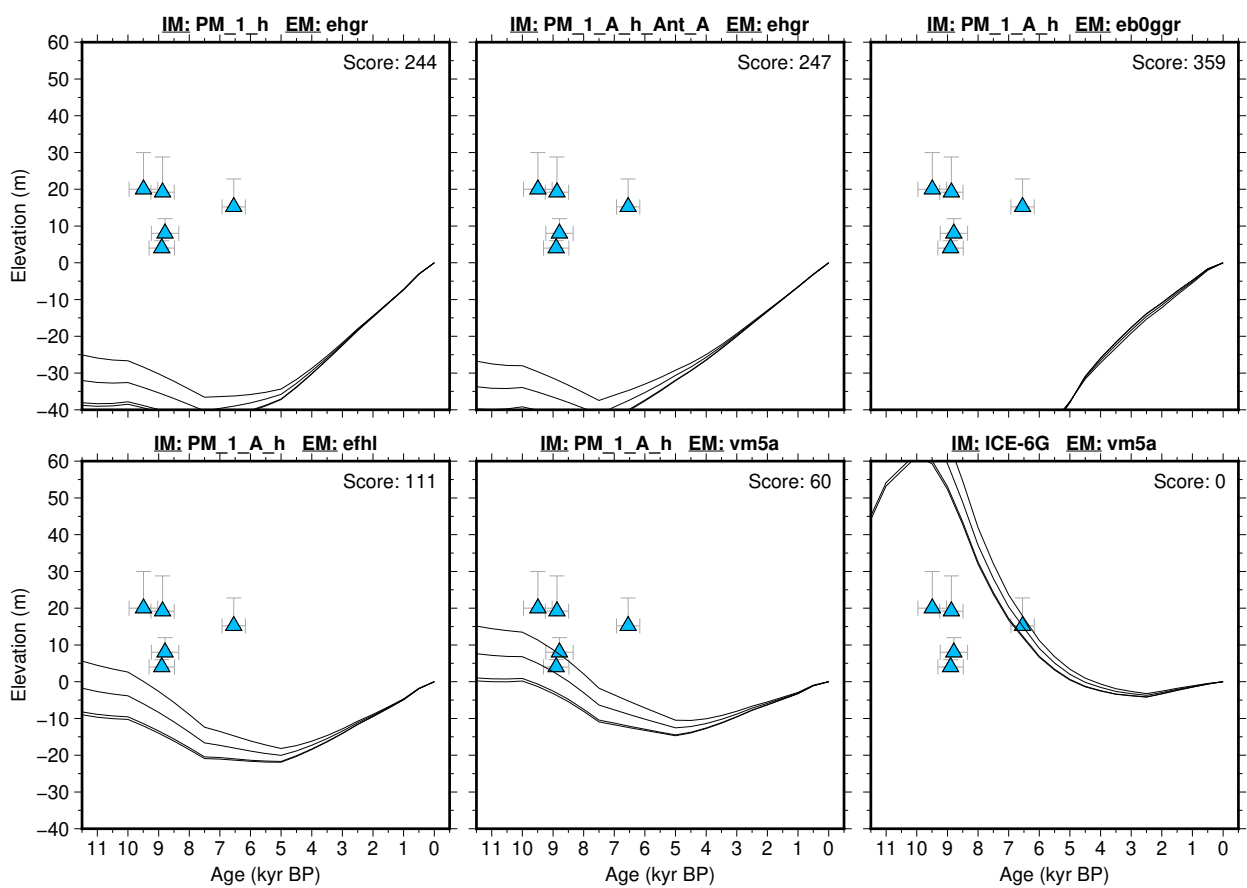 IM: PM_1_h EM: ehgr
IM: PM_1_A_h_Ant_A EM: ehgr
IM: PM_1_A_h EM: eb0ggr
Score: 244
Score: 247
Score: 359
60
50
40
30
20
10
0
−10
−20
−30
−40
Elevation (m)
IM: PM_1_A_h EM: efhl
IM: PM_1_A_h EM: vm5a
IM: ICE-6G EM: vm5a
Score: 111
Score: 60
Score: 0
60
50
40
30
20
10
0
−10
−20
−30
−40
Elevation (m)
11 10 9 8 7 6 5 4 3 2 1 0
11 10 9 8 7 6 5 4 3 2 1 0
11 10 9 8 7 6 5 4 3 2 1 0
Age (kyr BP)
Age (kyr BP)
Age (kyr BP)